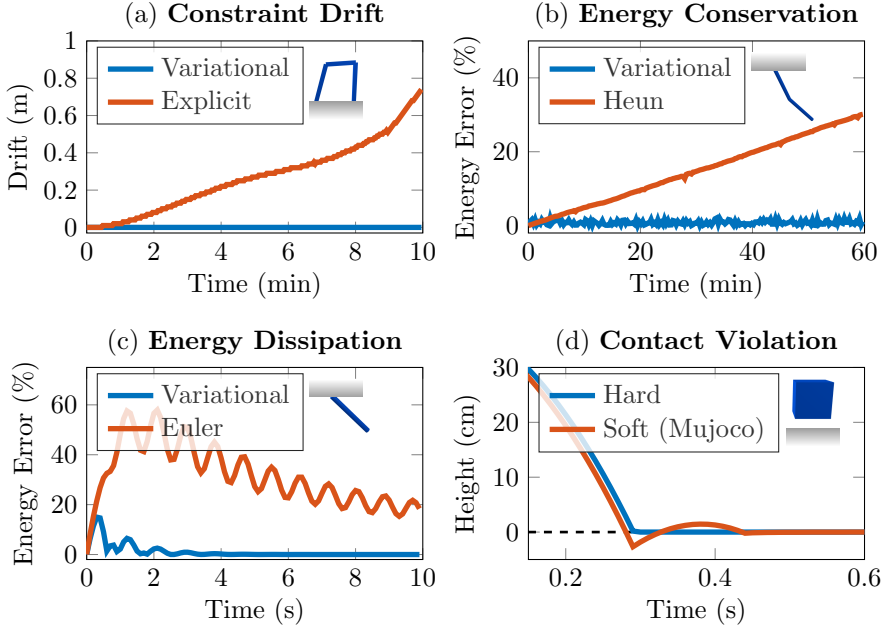 (a) Constraint Drift
Drift (m)
1
0.8
0.6
0.4
0.2
0
Variational
Explicit
0 2 4 6 8 10
Time (min)
(b) Energy Conservation
Energy Error (%)
40
20
0
Variational
Heun
0 20 40 60
Time (min)
(c) Energy Dissipation
Energy Error (%)
60
40
20
0
Variational
Euler
0 2 4 6 8 10
Time (s)
(d) Contact Violation
Height (cm)
30
20
10
0
Hard
Soft (Mujoco)
0.2 0.4 0.6
Time (s)